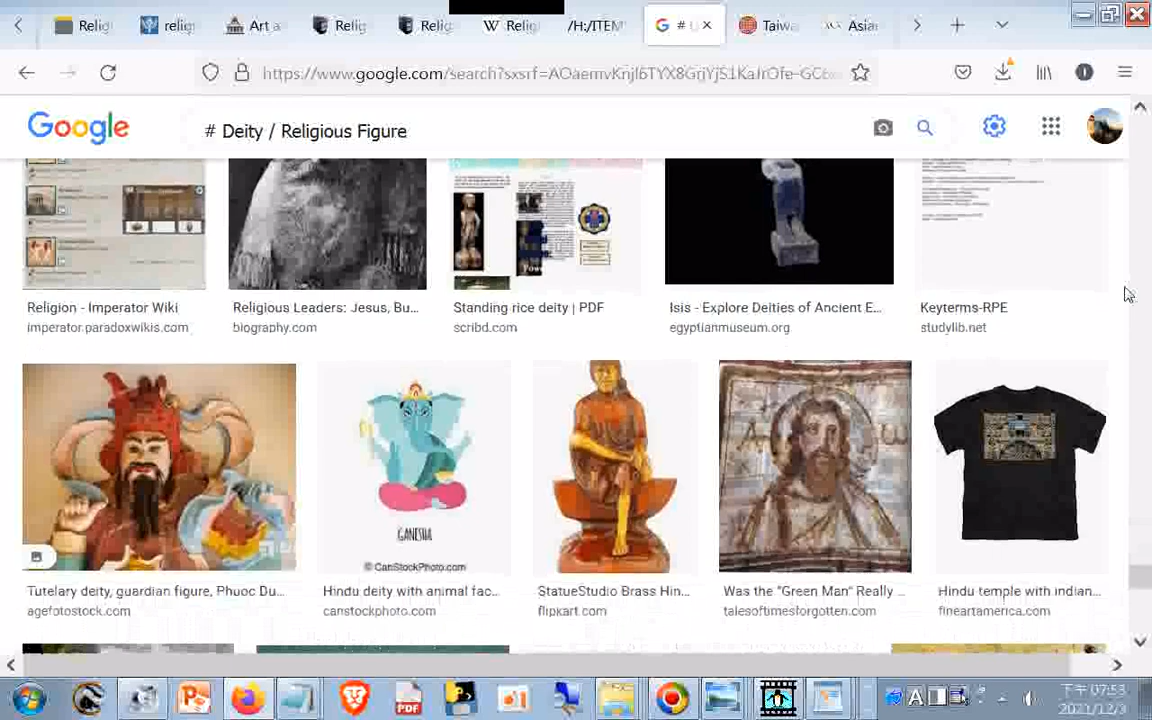 Relig
religi
Art a
Relig
Relig
W Relig
/H:/ITEM
G # U
Taiwa
Asian
https://www.google.com/search?sxsrf=
Google
# Deity / Religious Figure
Religion - Imperator Wiki
imperator.paradoxwikis.com
Religious Leaders: Jesus, Bu...
biography.com
Standing rice deity | PDF
scribd.com
Isis - Explore Deities of Ancient E...
egyptianmuseum.org
Keyterms-RPE
studylib.net
GANESHA
© CanStockPhoto.com
Tutelary deity, guardian figure, Phuoc Du...
agefotostock.com
Hindu deity with animal fac...
canstockphoto.com
StatueStudio Brass Hin...
flipkart.com
Was the "Green Man" Really ...
talesoftimesforgotten.com
Hindu temple with indian...
fineartamerica.com
PDF
A
下午 07:53
2021/12/3